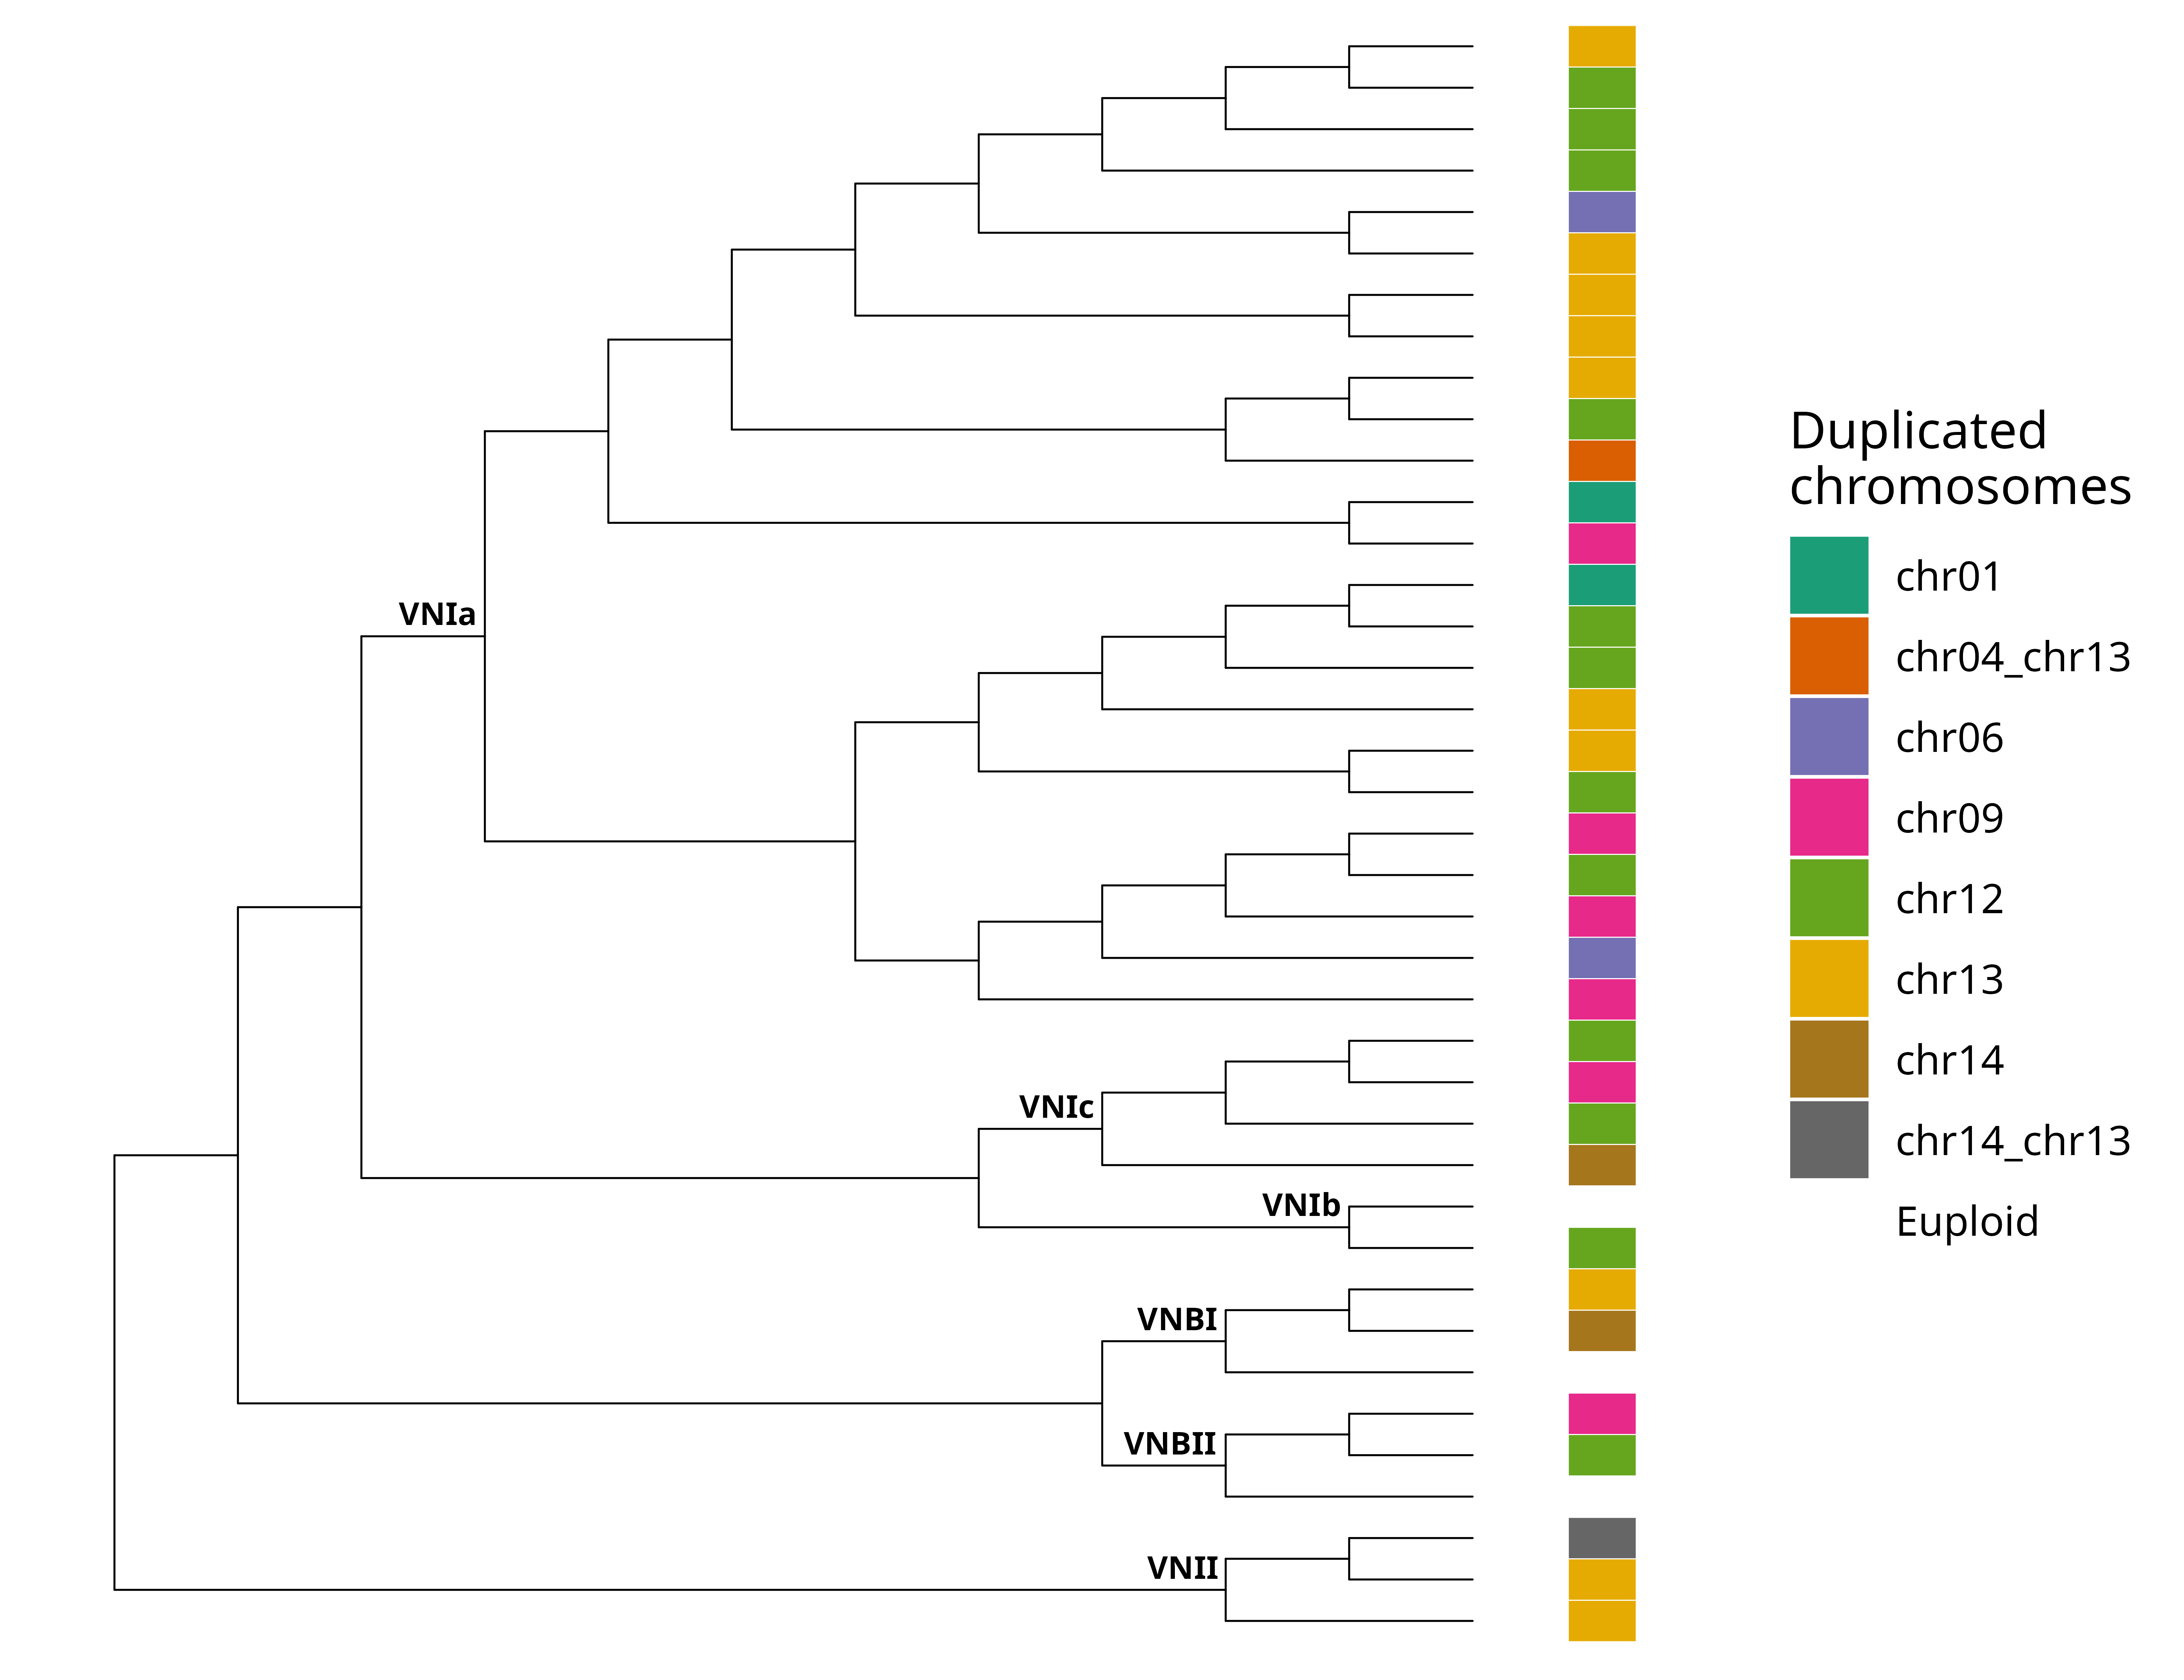 VNIa
VNIc
VNIb
VNBI
VNBII
VNII
Duplicated
chromosomes
chr01
chr04_chr13
chr06
chr09
chr12
chr13
chr14
chr14_chr13
Euploid